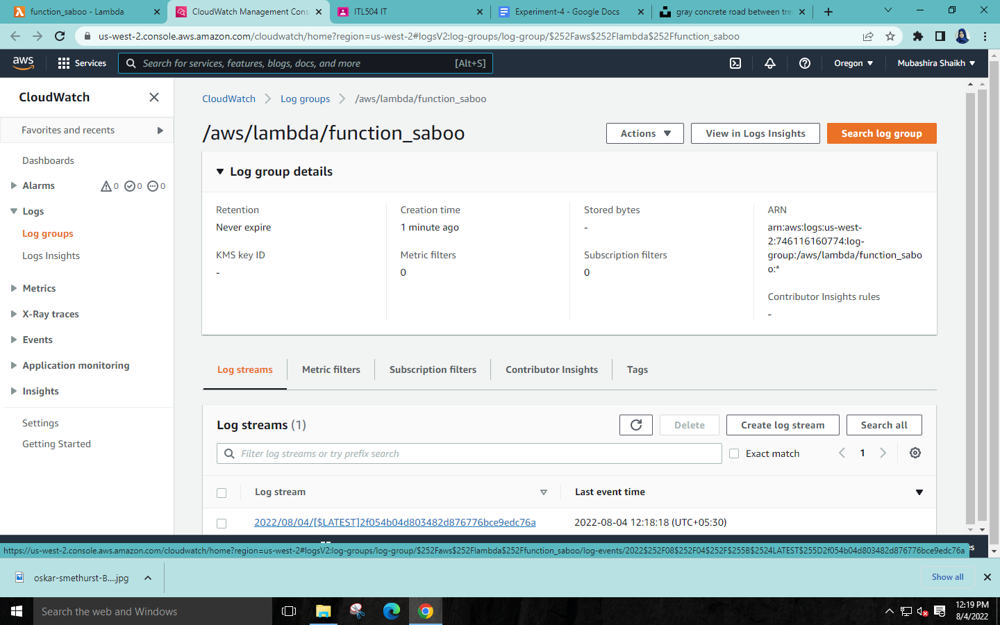 function_saboo - Lambda
CloudWatch Management Cons
ITL504 IT
Experiment-4 - Google Docs
gray concrete road between tre
us-west-2.console.aws.amazon.com/cloudwatch/home?region=us-west-2#logsV2:log-groups/log-group/$252Faws$252Flambda$252Ffunction_saboo
aws
Services
Search for services, features, blogs, docs, and more
[Alt+S]
Oregon
Mubashira Shaikh
CloudWatch
Favorites and recents
Dashboards
Alarms
0
0
0
Logs
Log groups
Logs Insights
Metrics
X-Ray traces
Events
Application monitoring
Insights
Settings
Getting Started
CloudWatch
Log groups
/aws/lambda/function_saboo
/aws/lambda/function_saboo
Actions
View in Logs Insights
Search log group
Log group details
Retention
Never expire
KMS key ID
-
Creation time
1 minute ago
Metric filters
0
Stored bytes
-
Subscription filters
0
ARN
arn:aws:logs:us-west-
2:746116160774:log-
group:/aws/lambda/function_sabo
o:*
Contributor Insights rules
-
Log streams
Metric filters
Subscription filters
Contributor Insights
Tags
Log streams (1)
Delete
Create log stream
Search all
Filter log streams or try prefix search
Exact match
1
Log stream
Last event time
2022/08/04/[$LATEST]2f054b04d803482d876776bce9edc76a
2022-08-04 12:18:18 (UTC+05:30)
https://us-west-2.console.aws.amazon.com/cloudwatch/home?region=us-west-2#logsV2:log-groups/log-group/$252Faws$252Flambda$252Ffunction_saboo/log-events/2022$252F08$252F04$252F$255B$2524LATEST$255D2f054b04d803482d876776bce9edc76a
oskar-smethurst-B....jpg
Show all
Search the web and Windows
12:19 PM
8/4/2022